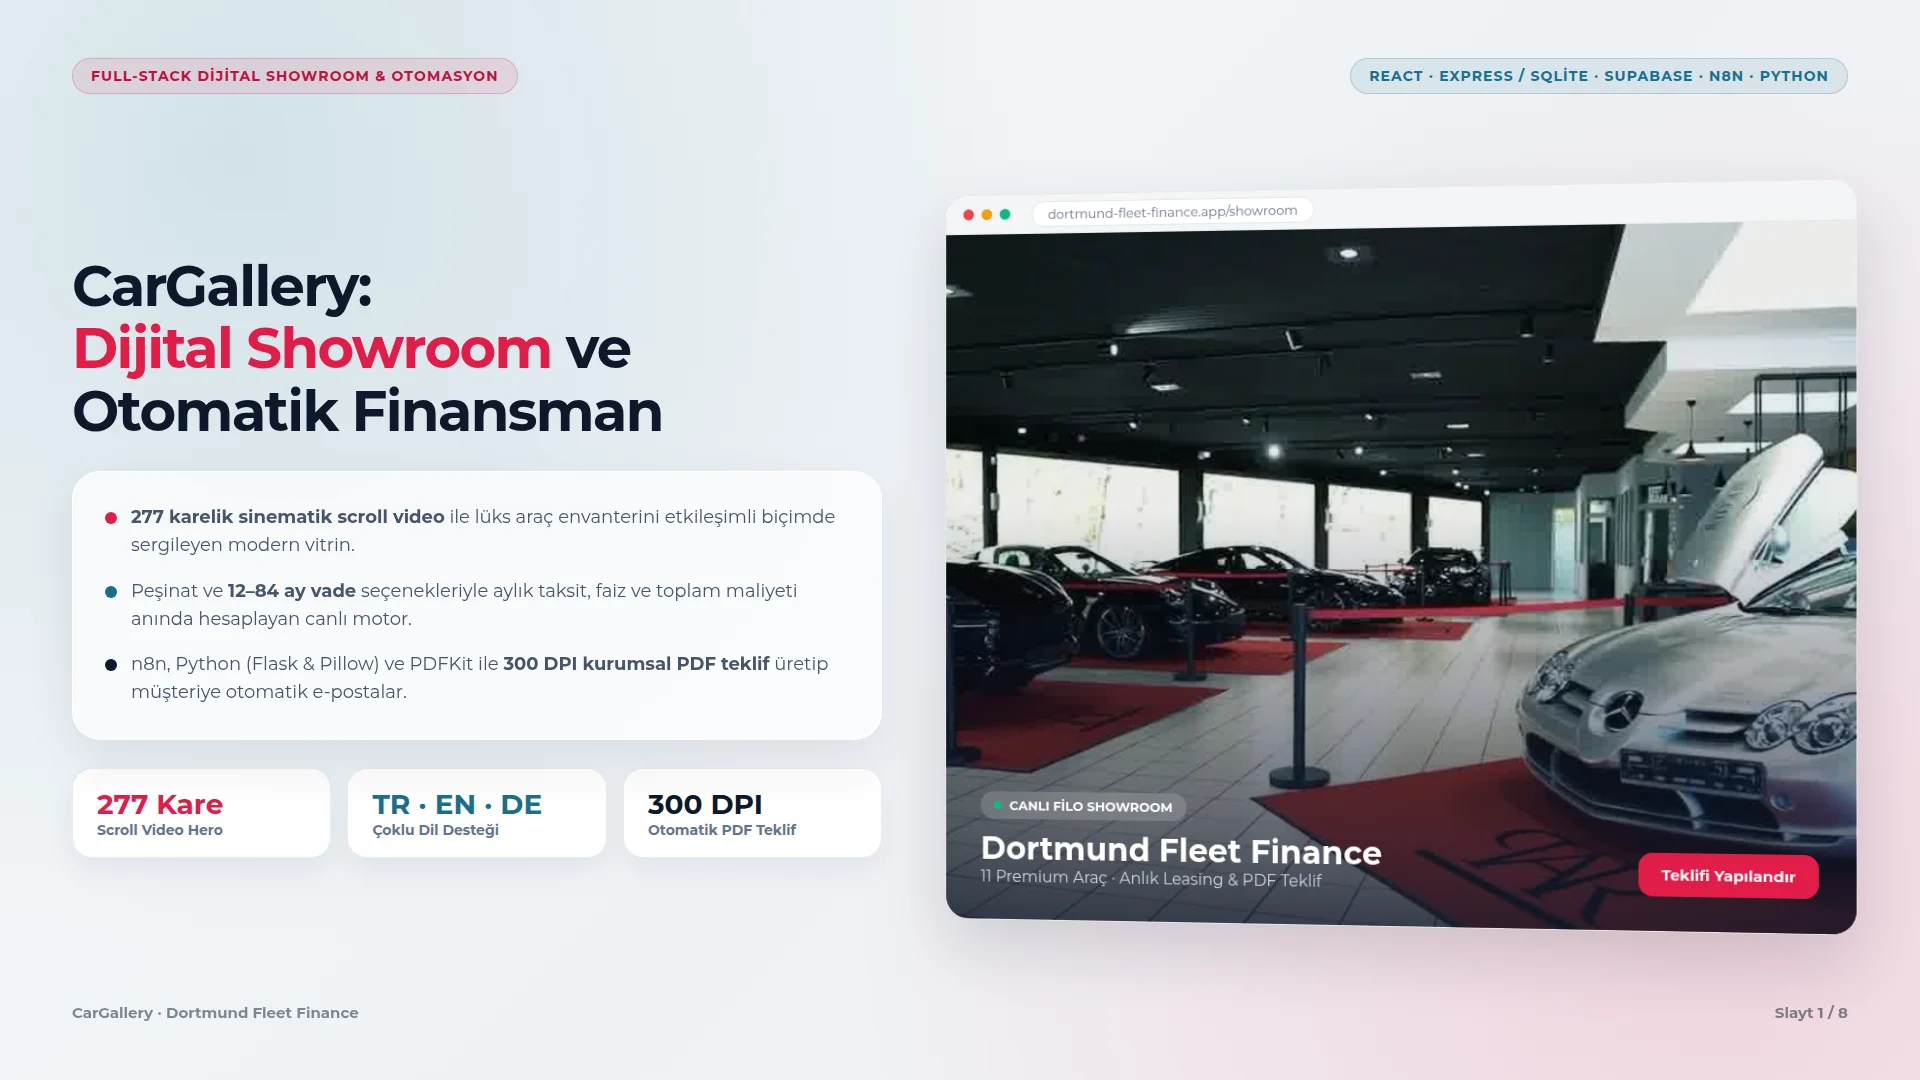 FULL-STACK DİJİTAL SHOWROOM & OTOMASYON
REACT · EXPRESS / SQLİTE · SUPABASE · N8N · PYTHON
CarGallery:
Dijital Showroom ve
Otomatik Finansman
277 karelik sinematik scroll video ile lüks araç envanterini etkileşimli biçimde
sergileyen modern vitrin.
Peşinat ve 12–84 ay vade seçenekleriyle aylık taksit, faiz ve toplam maliyeti
anında hesaplayan canlı motor.
n8n, Python (Flask & Pillow) ve PDFKit ile 300 DPI kurumsal PDF teklif üretip
müşteriye otomatik e-postalar.
277 Kare
Scroll Video Hero
TR · EN · DE
Çoklu Dil Desteği
300 DPI
Otomatik PDF Teklif
dortmund-fleet-finance.app/showroom
CANLI FİLO SHOWROOM
Dortmund Fleet Finance
11 Premium Araç · Anlık Leasing & PDF Teklif
Teklifi Yapılandır
CarGallery · Dortmund Fleet Finance
Slayt 1 / 8